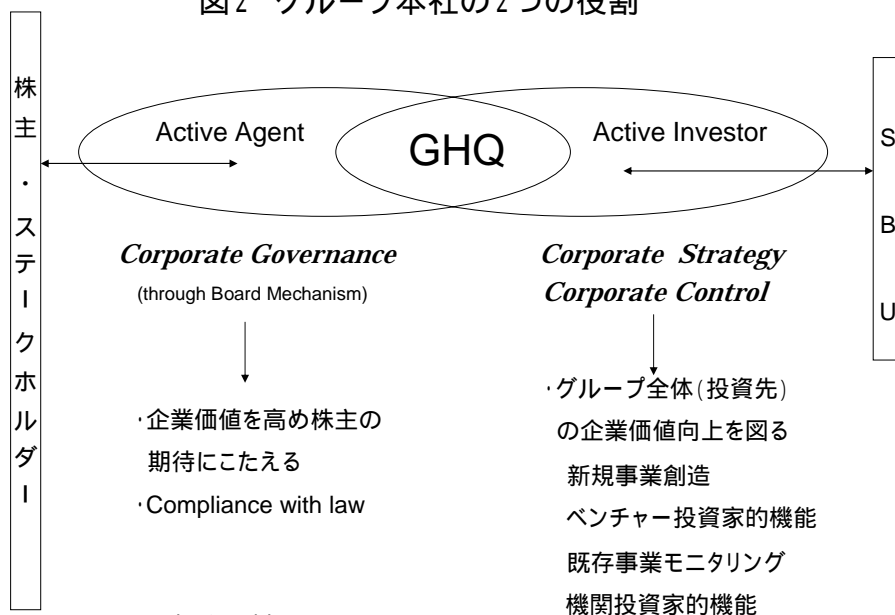 図2 グループ本社の2つの役割
株主・ステークホルダー
Active Agent
GHQ
Active Investor
SBU
Corporate Governance
(through Board Mechanism)
・企業価値を高め株主の
期待にこたえる
・Compliance with law
Corporate Strategy
Corporate Control
・グループ全体(投資先)
の企業価値向上を図る
新規事業創造
ベンチャー投資家的機能
既存事業モニタリング
機関投資家的機能